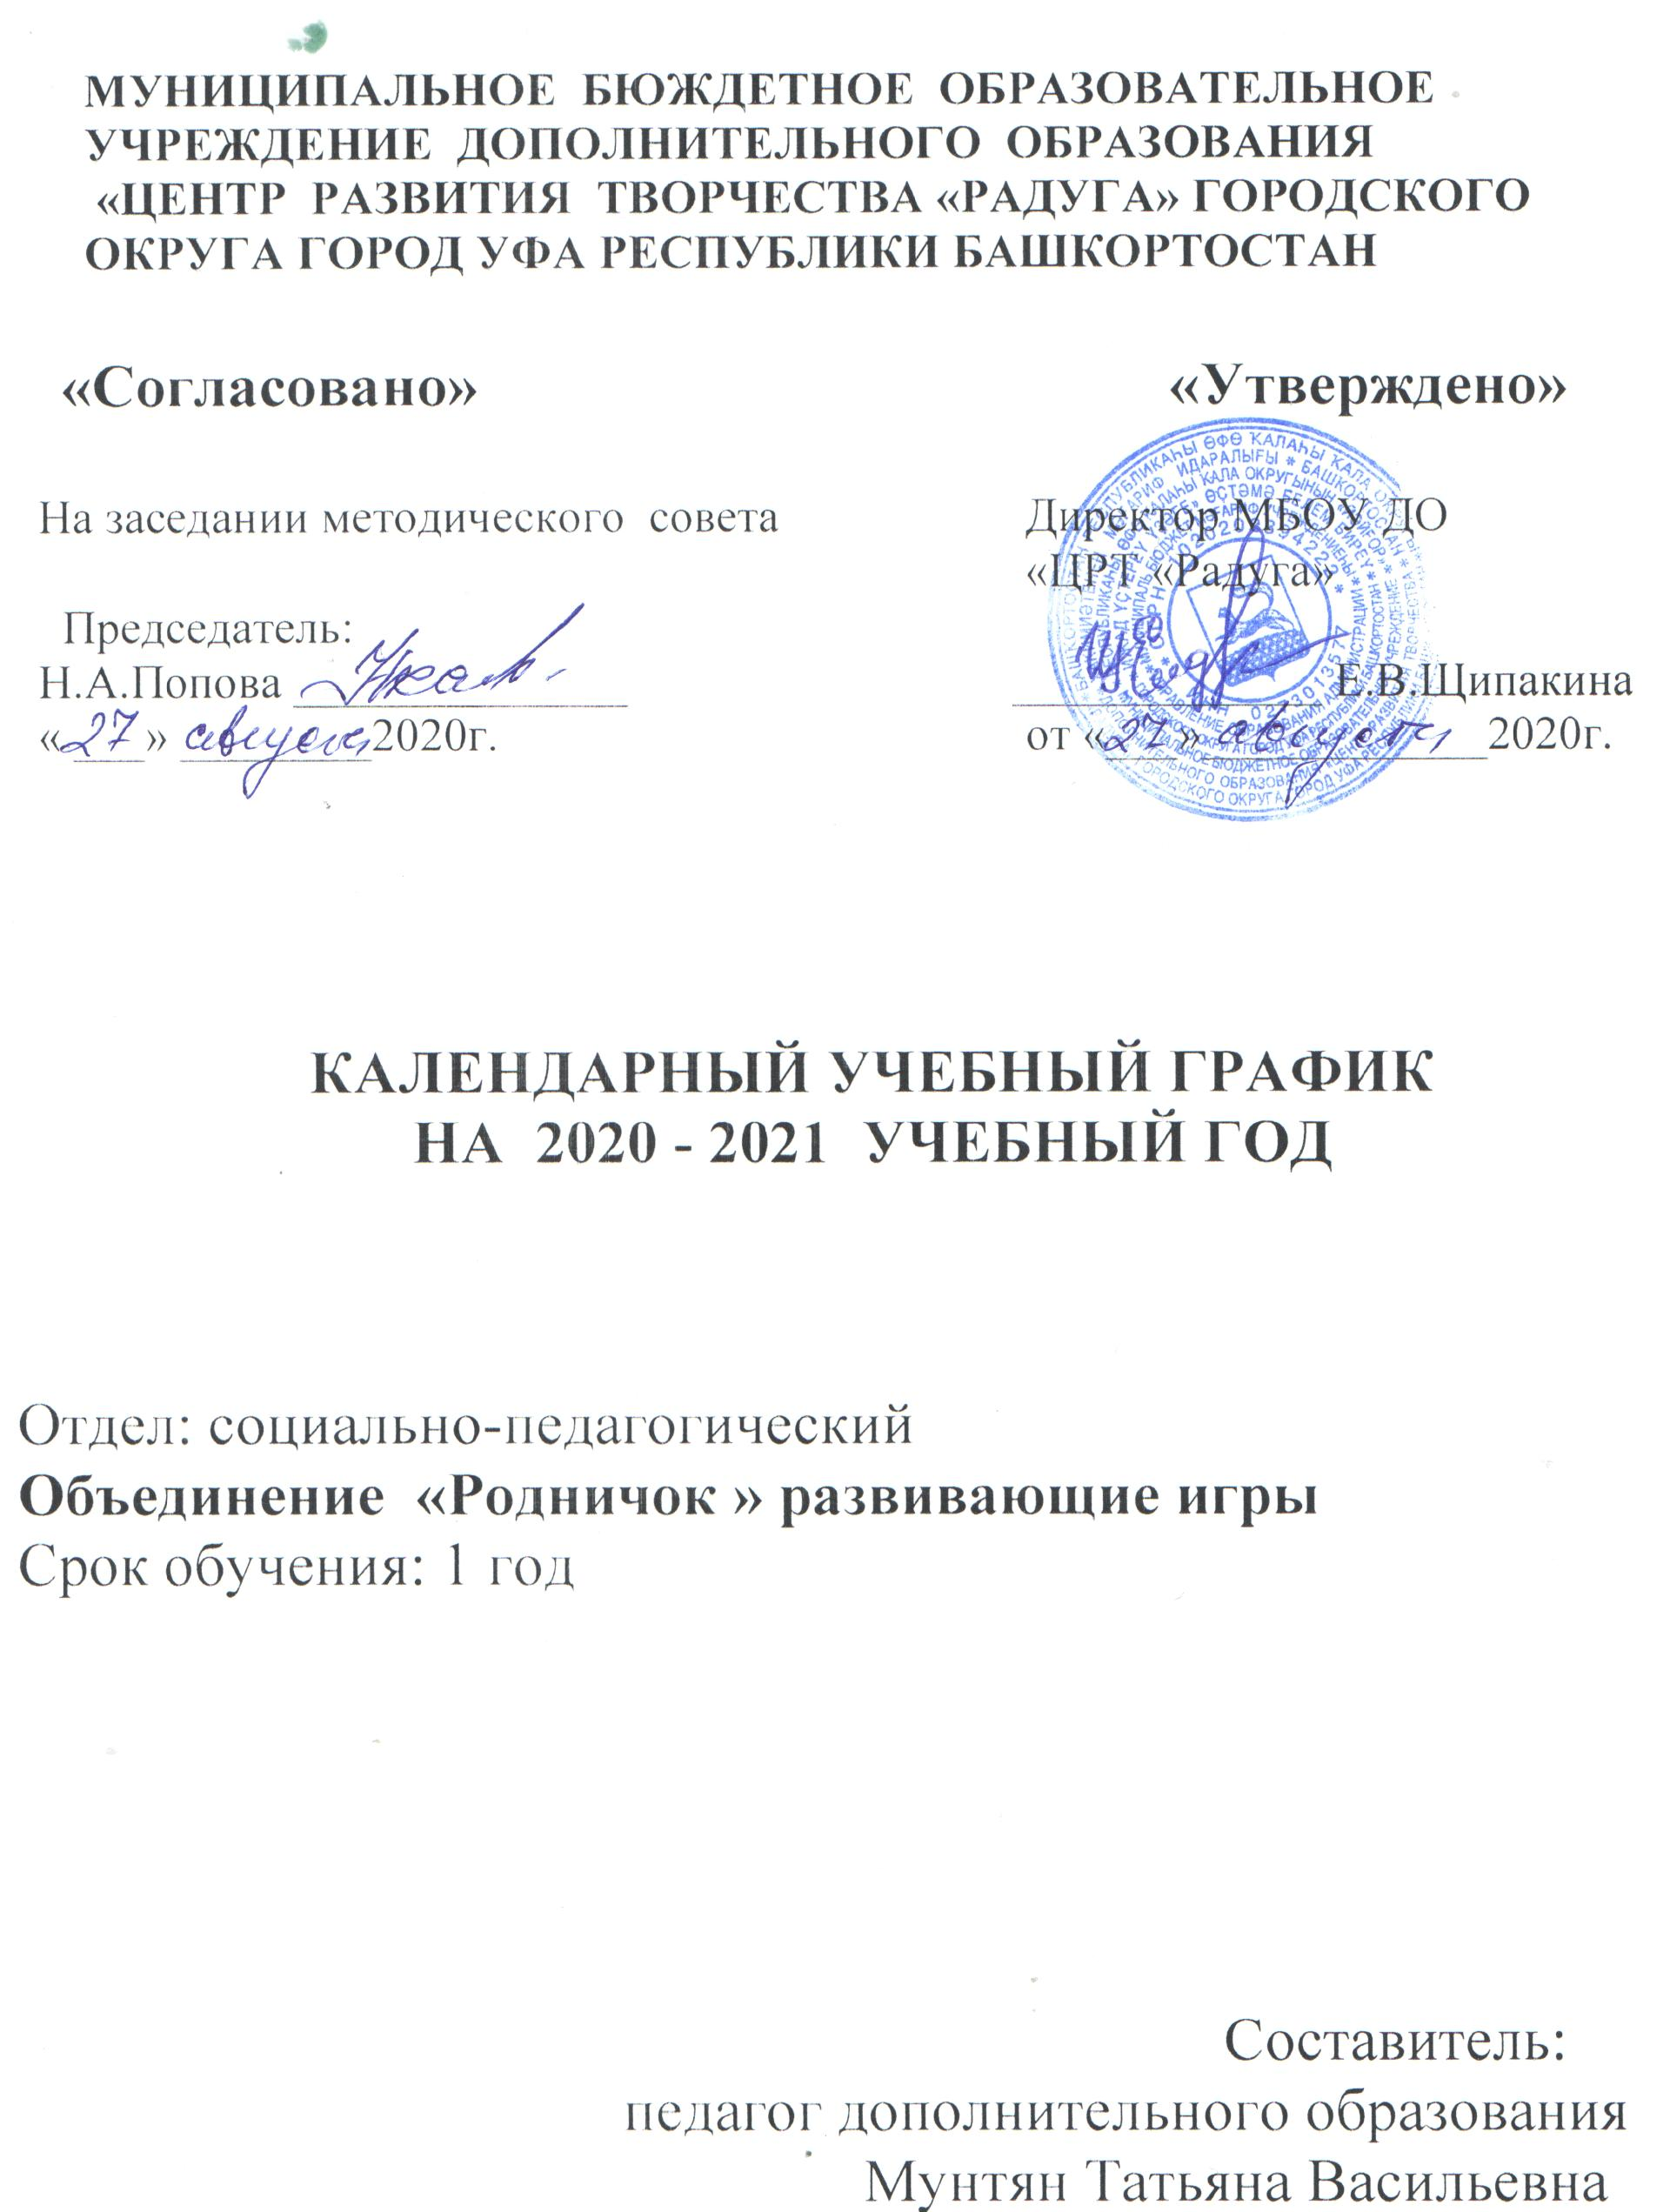 МУНИЦИПАЛЬНОЕ БЮЖДЕТНОЕ ОБРАЗОВАТЕЛЬНОЕ
УЧРЕЖДЕНИЕ ДОПОЛНИТЕЛЬНОГО ОБРАЗОВАНИЯ
«ЦЕНТР РАЗВИТИЯ ТВОРЧЕСТВА «РАДУГА» ГОРОДСКОГО
ОКРУГА ГОРОД УФА РЕСПУБЛИКИ БАШКОРТОСТАН
«Согласовано»
На заседании методического совета
Председатель:
Н.А.Попова
«27» августа 2020г.
«Утверждено»
Директор МБОУ ДО
«ЦРТ «Радуга»
Е.В.Щипакина
от «27» августа 2020г.
КАЛЕНДАРНЫЙ УЧЕБНЫЙ ГРАФИК
НА 2020 - 2021 УЧЕБНЫЙ ГОД
Отдел: социально-педагогический
Объединение «Родничок » развивающие игры
Срок обучения: 1 год
Составитель:
педагог дополнительного образования
Мунтян Татьяна Васильевна